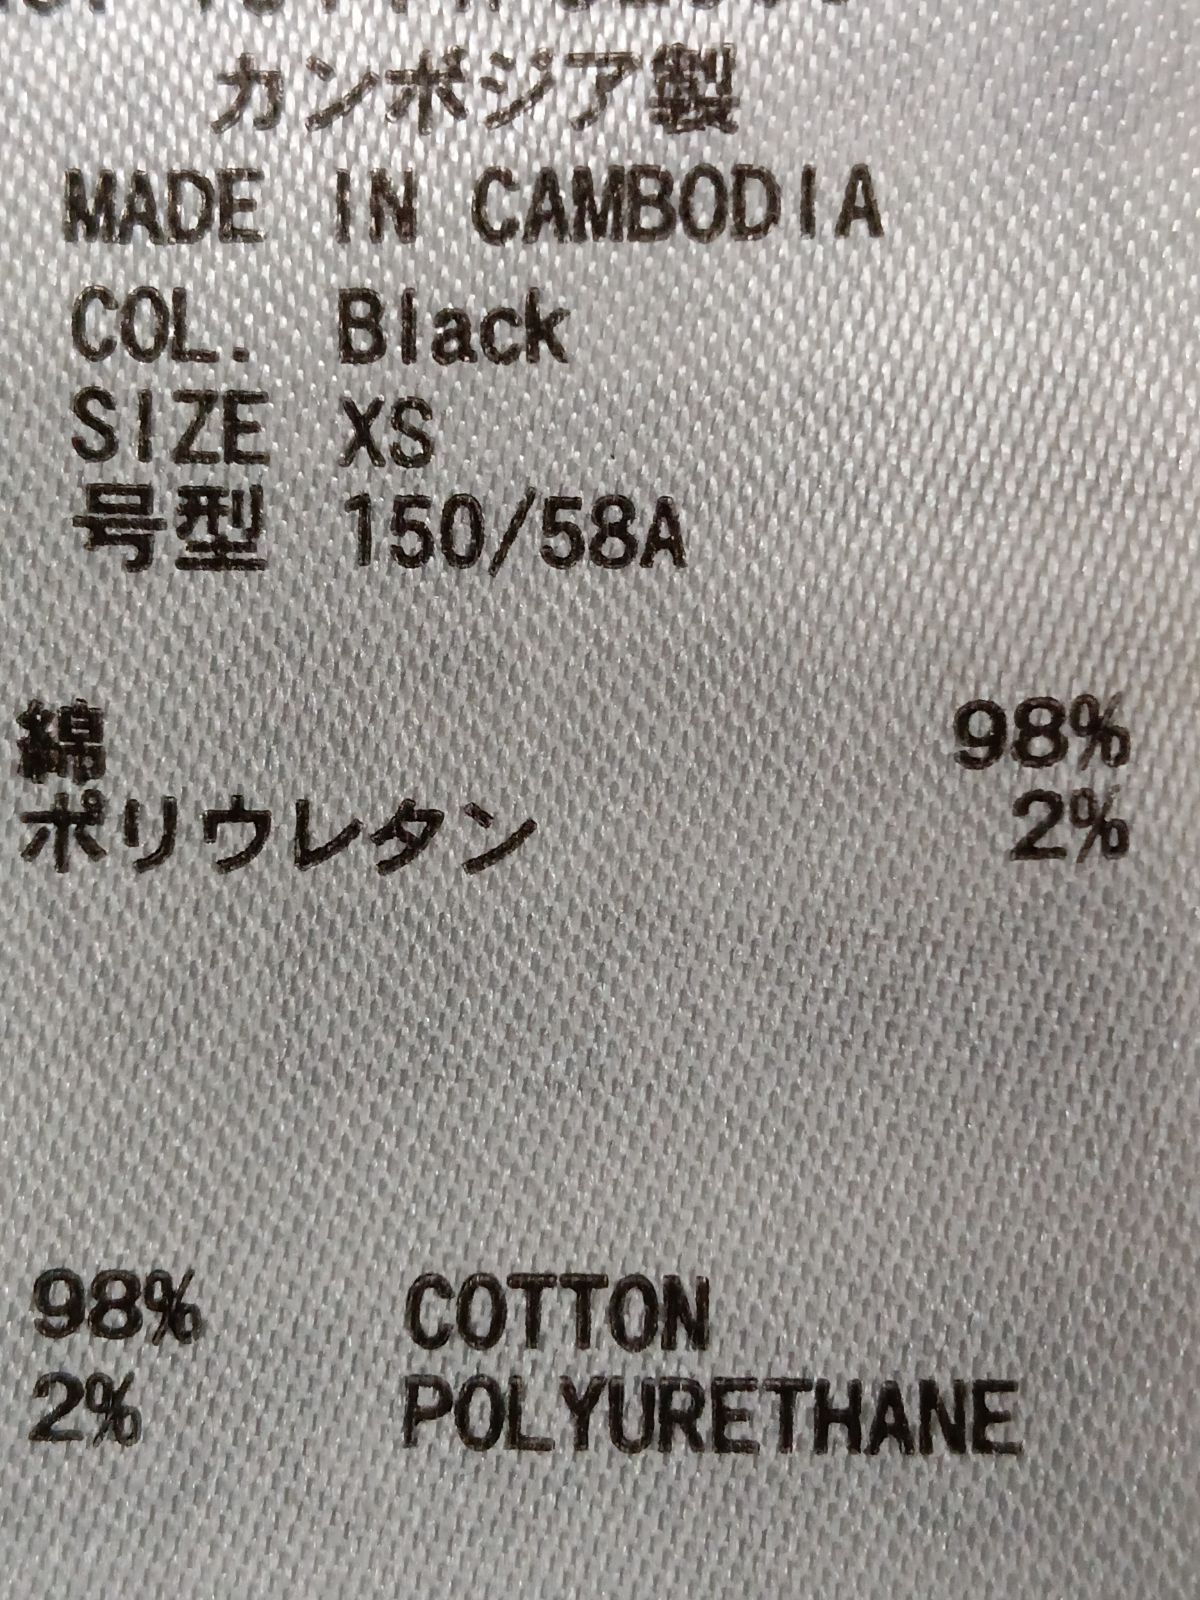 カンボジア製
MADE IN CAMBODIA
COL. Black
SIZE XS
号型 150/58A
綿 98%
ポリウレタン 2%
98% COTTON
2% POLYURETHANE